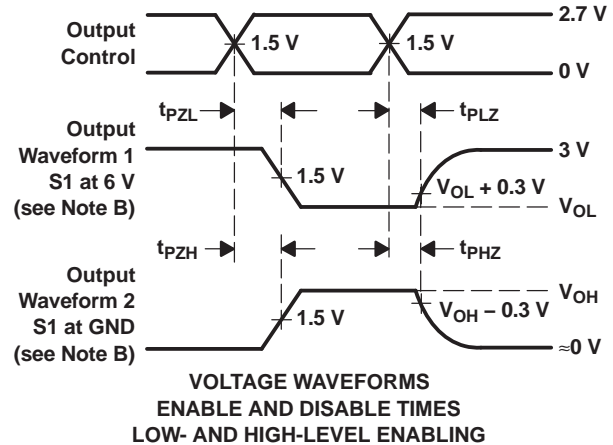 Output
Control
1.5 V
1.5 V
2.7 V
0 V
tPZL
tPLZ
Output
Waveform 1
S1 at 6 V
(see Note B)
1.5 V
3 V
VOL + 0.3 V
VOL
tPZH
tPHZ
Output
Waveform 2
S1 at GND
(see Note B)
1.5 V
VOH
VOH − 0.3 V
≈0 V
VOLTAGE WAVEFORMS
ENABLE AND DISABLE TIMES
LOW- AND HIGH-LEVEL ENABLING